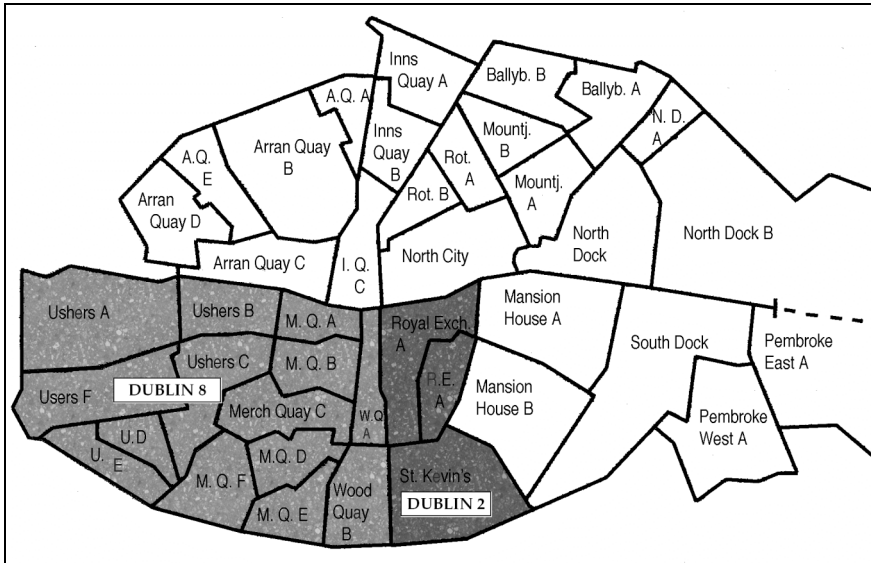 Inns
Quay A
Ballyb. B
Ballyb. A
A.Q. A
N. D.
A
A.Q.
E
Arran Quay
B
Inns
Quay
B
Mountj.
B
Rot.
A
Arran
Quay D
Rot. B
Mountj.
A
North City
North
Dock
North Dock B
Arran Quay C
I. Q.
C
Ushers A
Ushers B
M. Q. A
Royal Exch.
A
Mansion
House A
Ushers C
M. Q. B
South Dock
Pembroke
East A
Users F
DUBLIN 8
R.E.
A
Mansion
House B
Merch Quay C
W.Q.
A
Pembroke
West A
U.D
U.
E
M.Q. D
M. Q. F
St. Kevin's
DUBLIN 2
Wood
Quay
B
M. Q. E